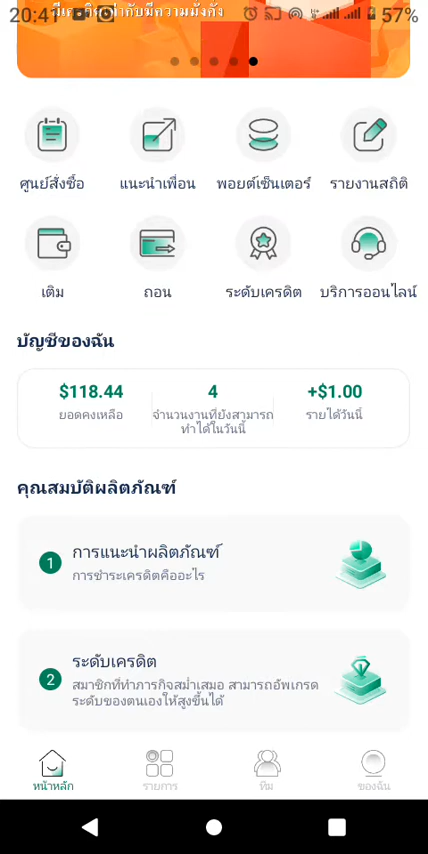 20:41
57%
ศูนย์สั่งซื้อ แนะนำเพื่อน พอยต์เซ็นเตอร์ รายงานสถิติ
เติม ถอน ระดับเครดิต บริการออนไลน์
บัญชีของฉัน
$118.44 4 +$1.00
ยอดคงเหลือ จำนวนงานที่ยังสามารถ รายได้วันนี้
ทำได้ในวันนี้
คุณสมบัติผลิตภัณฑ์
1 การแนะนำผลิตภัณฑ์
การชำระเครดิตคืออะไร
ระดับเครดิต
2 สมาชิกที่ทำภารกิจสม่ำเสมอ สามารถอัพเกรด
ระดับของตนเองให้สูงขึ้นได้
หน้าหลัก รายการ ทีม ของฉัน